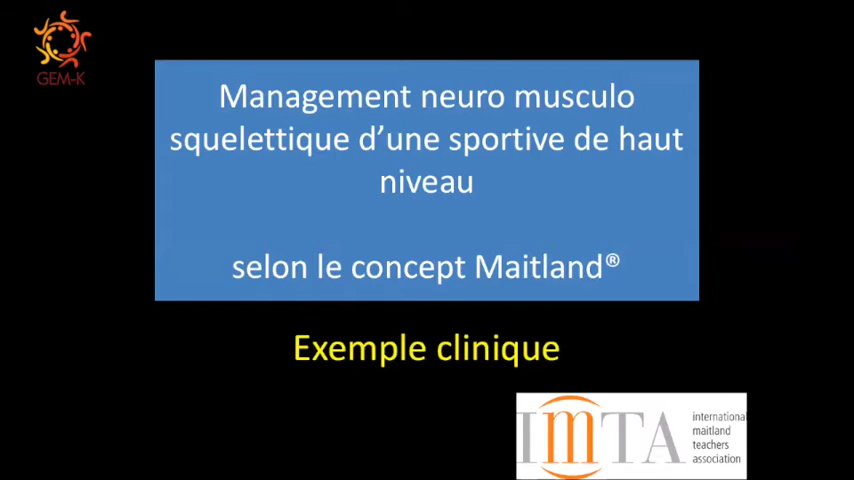 GEM-K
Management neuro musculo
squelettique d’une sportive de haut
niveau
selon le concept Maitland®
Exemple clinique
IMTA
international
maitland
teachers
association